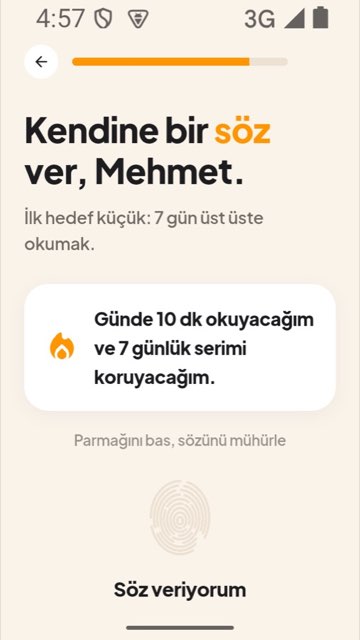 4:57
3G
Kendine bir söz
ver, Mehmet.
İlk hedef küçük: 7 gün üst üste
okumak.
Günde 10 dk okuyacağım
ve 7 günlük serimi
koruyacağım.
Parmağını bas, sözünü mühürle
Söz veriyorum